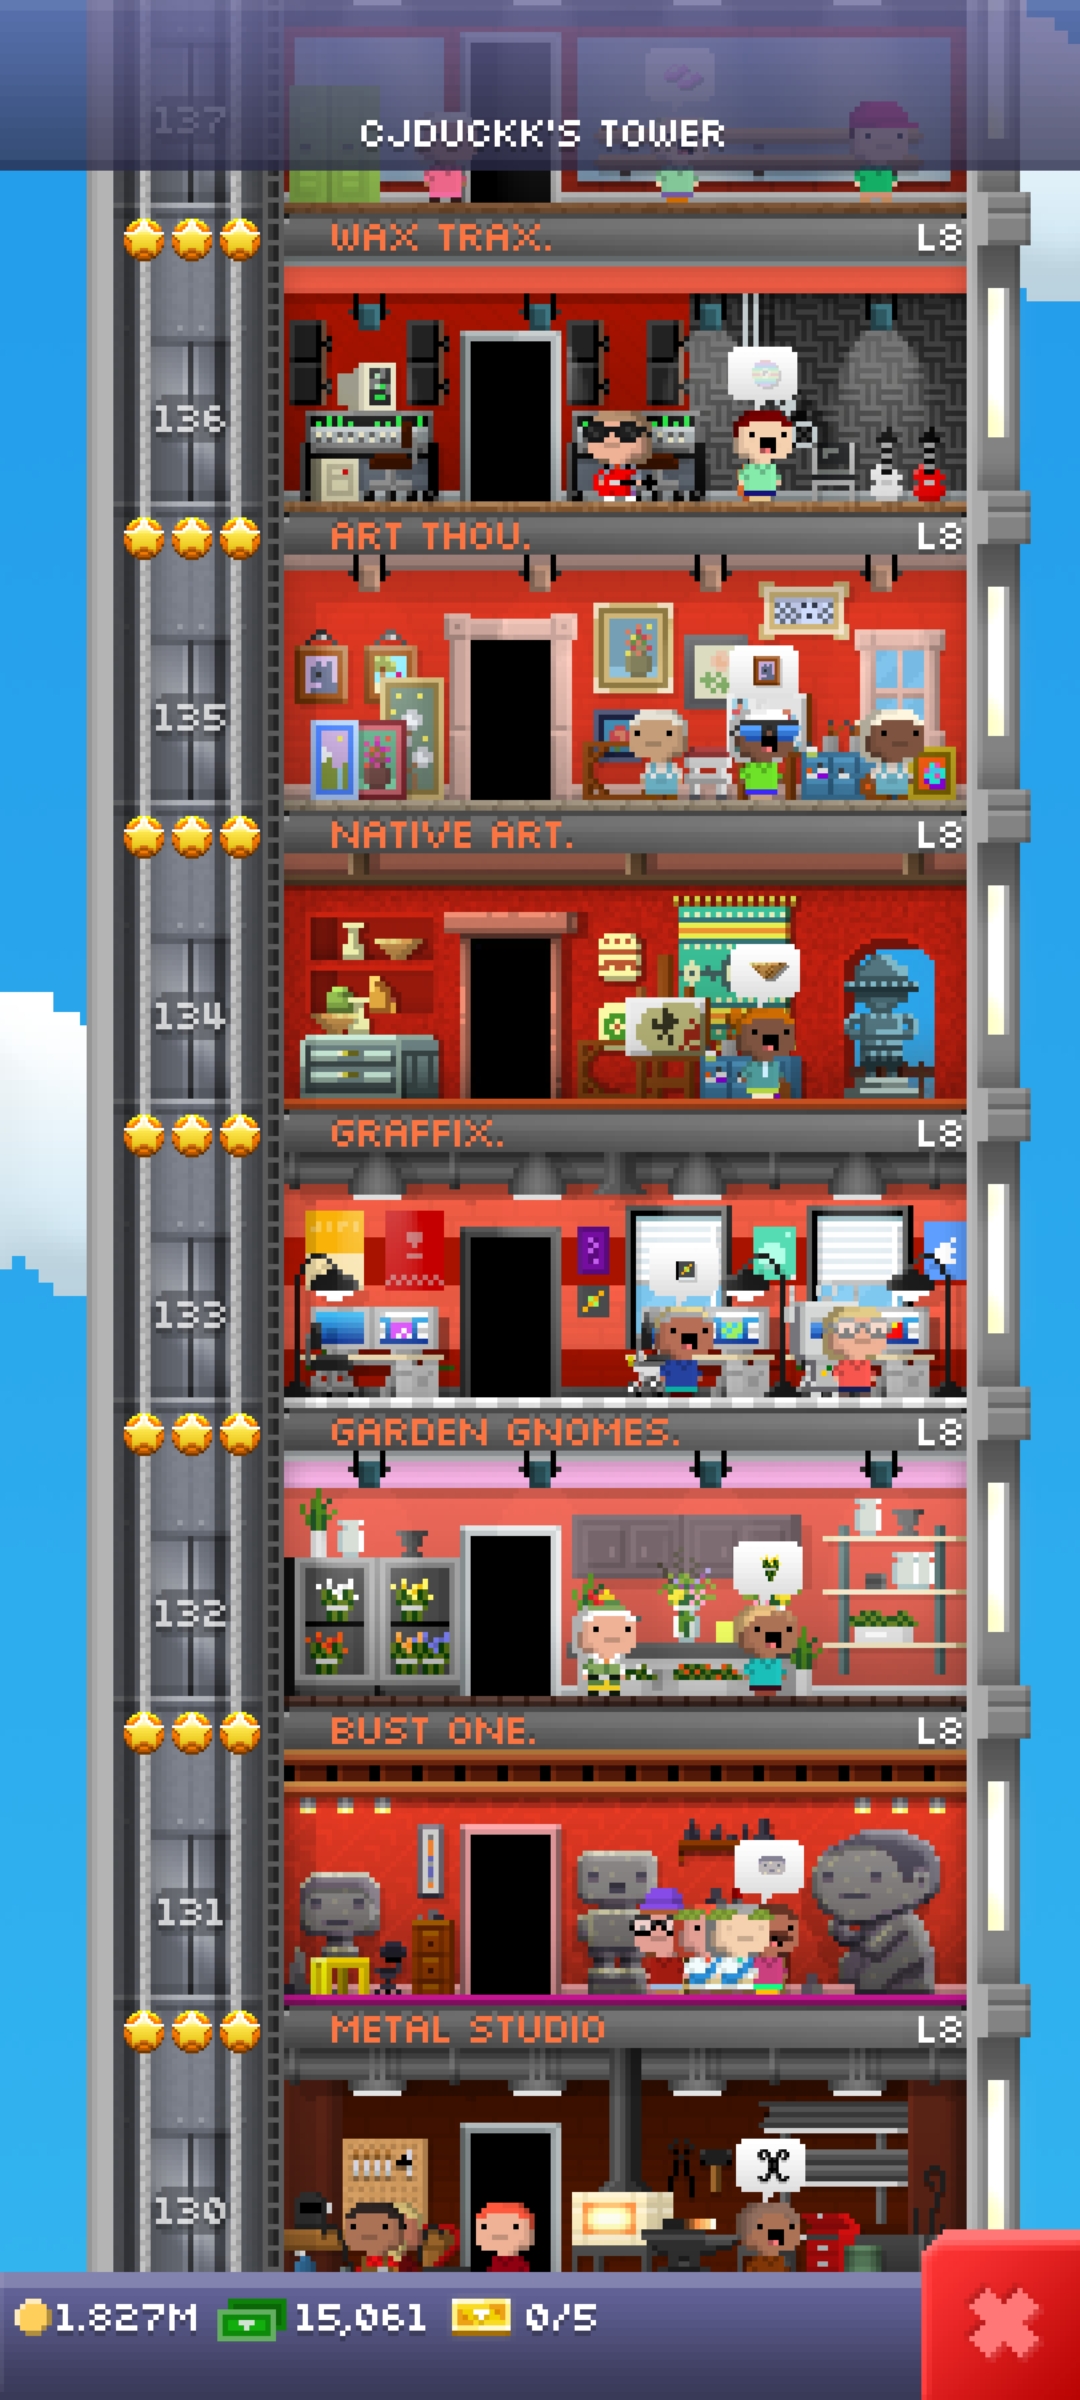 137
CJDUCKK'S TOWER
WAX TRAX. L8
136
ART THOU. L8
135
NATIVE ART. L8
134
GRAFFIX. L8
133
GARDEN GNOMES. L8
132
BUST ONE. L8
131
METAL STUDIO L8
130
1.827M 15,061 0/5